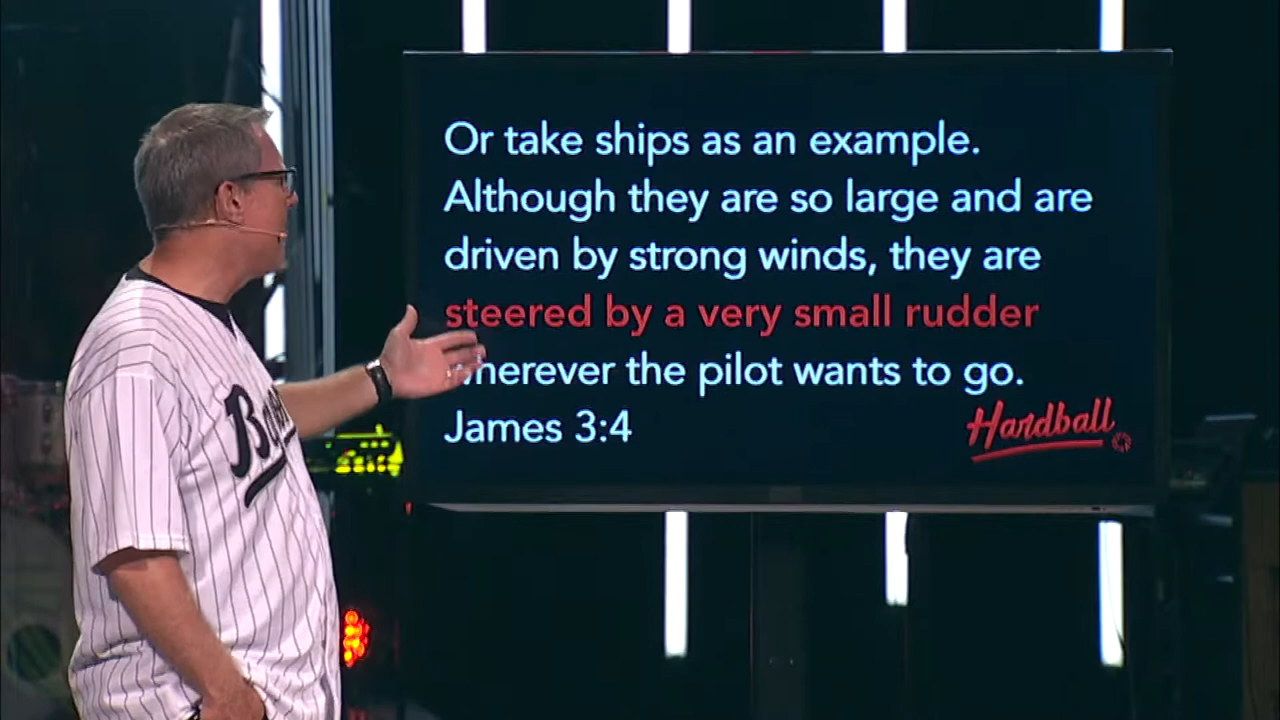 Or take ships as an example.
Although they are so large and are
driven by strong winds, they are
steered by a very small rudder
wherever the pilot wants to go.
James 3:4
Hardball